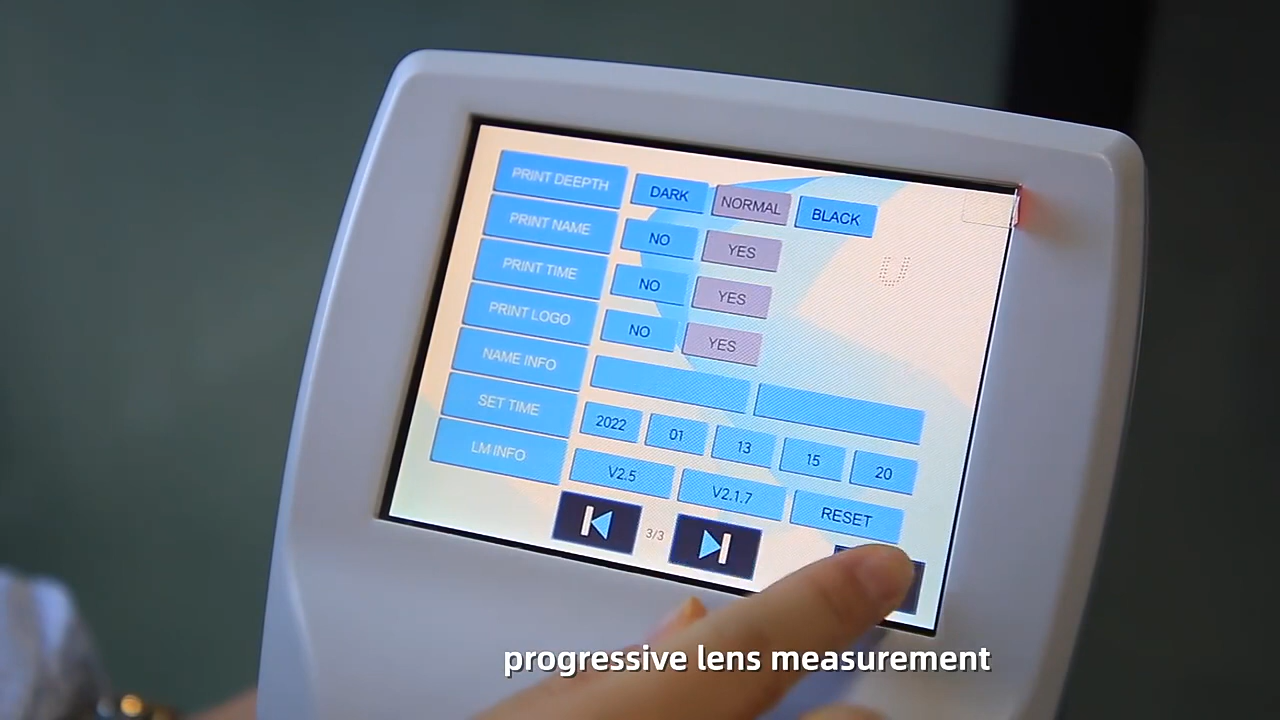 PRINT DEEPTH DARK NORMAL BLACK
PRINT NAME NO YES
PRINT TIME NO YES
PRINT LOGO NO YES
NAME INFO
SET TIME 2022 01 13 15 20
LM INFO V2.5 V2.1.7 RESET
3/3
U
progressive lens measurement